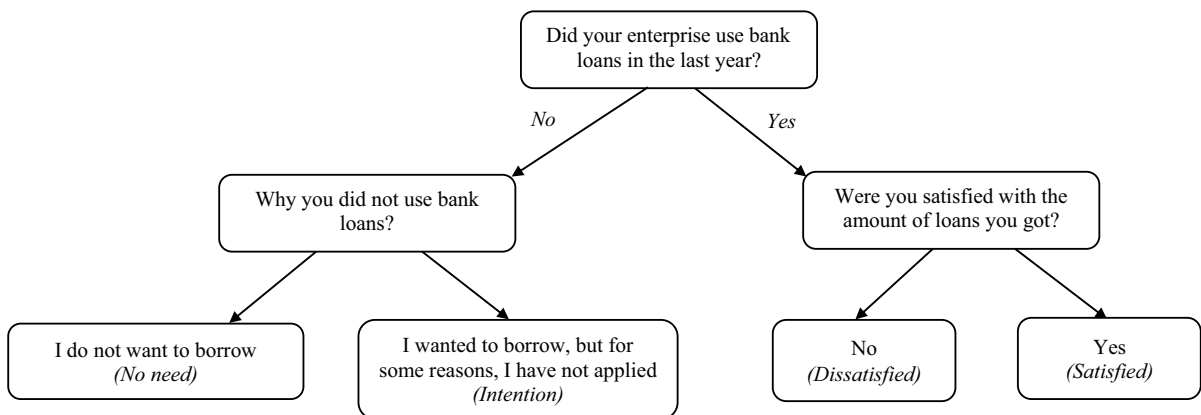 Did your enterprise use bank
loans in the last year?
No
Yes
Why you did not use bank
loans?
Were you satisfied with the
amount of loans you got?
I do not want to borrow
(No need)
I wanted to borrow, but for
some reasons, I have not applied
(Intention)
No
(Dissatisfied)
Yes
(Satisfied)